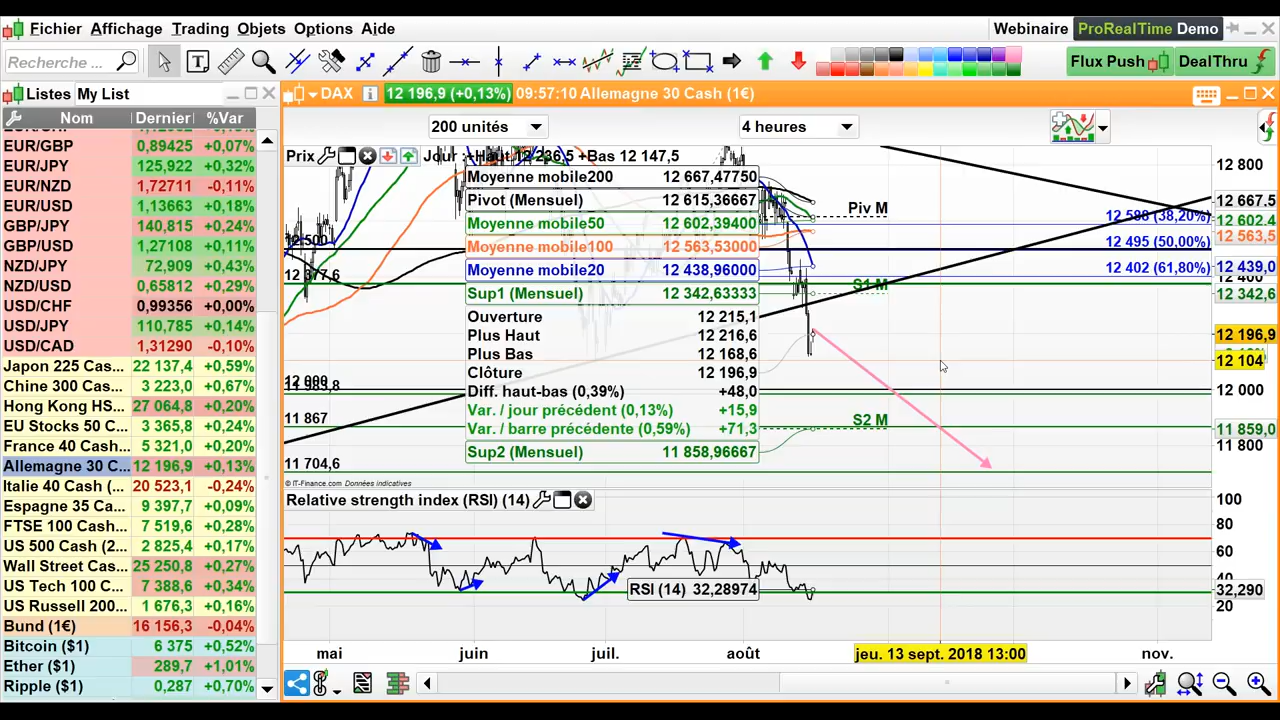 Fichier Affichage Trading Objets Options Aide
Webinaire ProRealTime Demo
Recherche ...
T
Flux Push DealThru
Listes My List
DAX i 12 196,9 (+0,13%) 09:57:10 Allemagne 30 Cash (1€)
Nom Dernier %Var
EUR/GBP 0,89425 +0,07%
EUR/JPY 125,922 +0,32%
EUR/NZD 1,72711 -0,11%
EUR/USD 1,13663 +0,18%
GBP/JPY 140,815 +0,24%
GBP/USD 1,27108 +0,11%
NZD/JPY 72,909 +0,43%
NZD/USD 0,65812 +0,29%
USD/CHF 0,99356 +0,00%
USD/JPY 110,785 +0,14%
USD/CAD 1,31290 -0,10%
Japon 225 Cas... 22 137,4 +0,59%
Chine 300 Cas... 3 223,0 +0,67%
Hong Kong HS... 27 064,8 +0,20%
EU Stocks 50 C... 3 365,8 +0,24%
France 40 Cash... 5 321,0 +0,20%
Allemagne 30 C... 12 196,9 +0,13%
Italie 40 Cash (... 20 523,1 -0,24%
Espagne 35 Ca... 9 397,7 +0,09%
FTSE 100 Cash... 7 519,6 +0,28%
US 500 Cash (2... 2 825,4 +0,17%
Wall Street Cas... 25 250,8 +0,27%
US Tech 100 C... 7 388,6 +0,34%
US Russell 200... 1 676,3 +0,16%
Bund (1€) 16 156,3 -0,04%
Bitcoin ($1) 6 375 +0,52%
Ether ($1) 289,7 +1,01%
Ripple ($1) 0,287 +0,70%
200 unités 4 heures
Prix Jour : +Haut 12 236,5 +Bas 12 147,5
Moyenne mobile200 12 667,47750
Pivot (Mensuel) 12 615,36667
Moyenne mobile50 12 602,39400
Moyenne mobile100 12 563,53000
Moyenne mobile20 12 438,96000
Sup1 (Mensuel) 12 342,63333
Ouverture 12 215,1
Plus Haut 12 216,6
Plus Bas 12 168,6
Clôture 12 196,9
Diff. haut-bas (0,39%) +48,0
Var. / jour précédent (0,13%) +15,9
Var. / barre précédente (0,59%) +71,3
Sup2 (Mensuel) 11 858,96667
12 500
12 377,6
12 000
11 867
11 704,6
Piv M
S1 M
S2 M
12 588 (38,20%)
12 495 (50,00%)
12 402 (61,80%)
12 800
12 667.5
12 602.4
12 563,5
12 439,0
12 342,6
12 196,9
12 104
12 000
11 859,0
11 800
© IT-Finance.com Données indicatives
Relative strength index (RSI) (14)
RSI (14) 32,28974
100
80
60
40
32,290
20
mai juin juil. août jeu. 13 sept. 2018 13:00 nov.